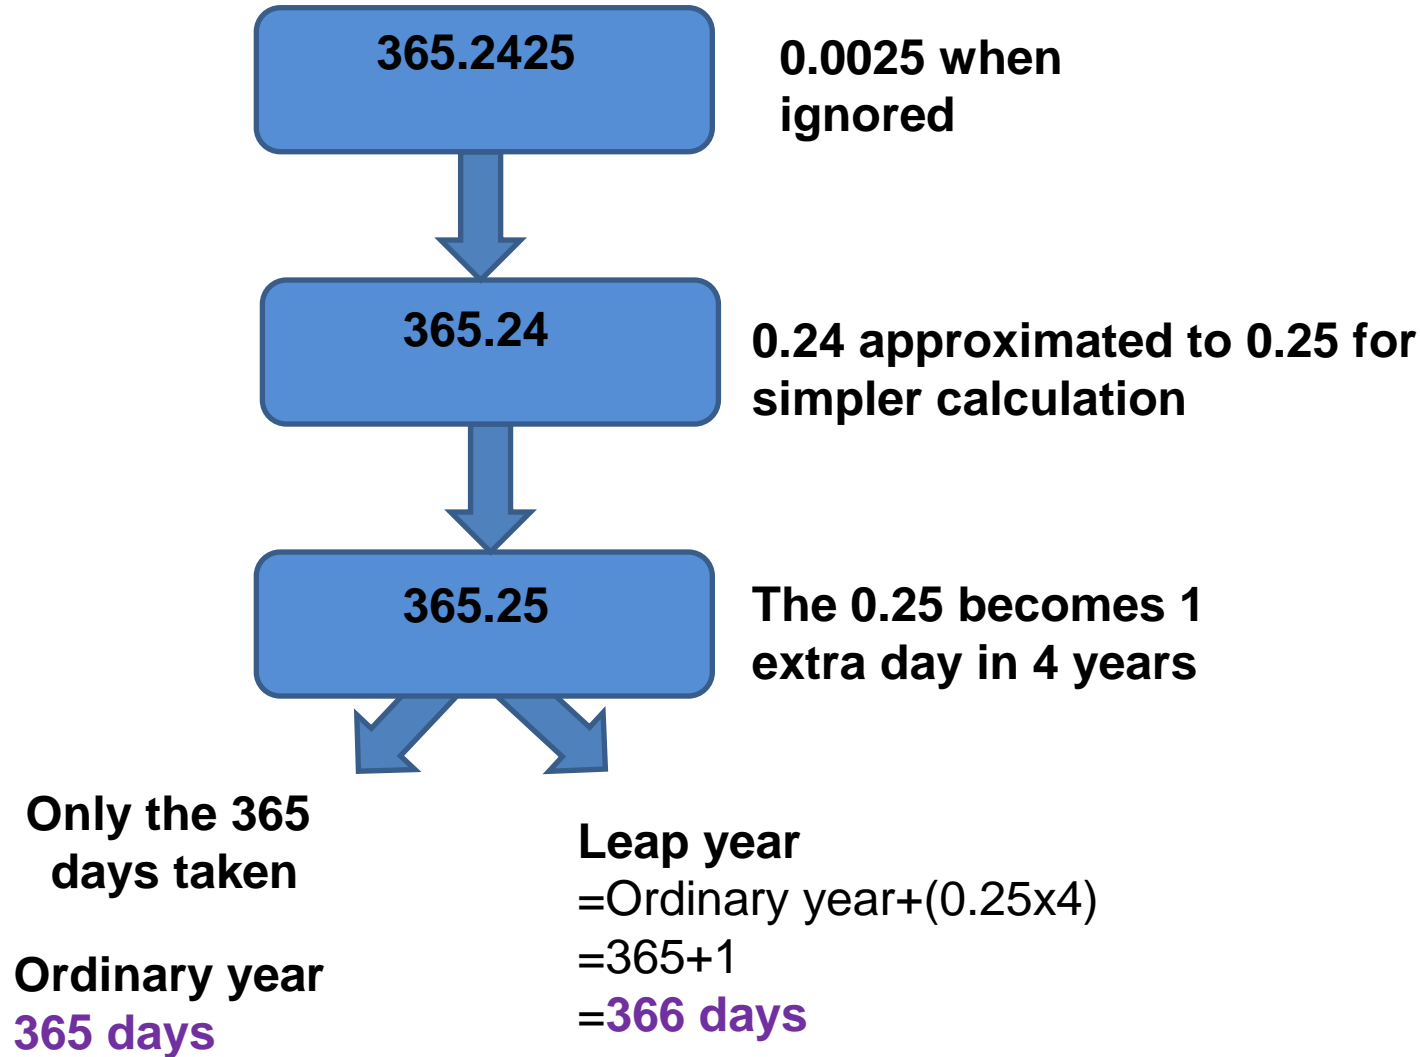 365.2425
0.0025 when
ignored
365.24
0.24 approximated to 0.25 for
simpler calculation
365.25
The 0.25 becomes 1
extra day in 4 years
Only the 365
days taken
Ordinary year
365 days
Leap year
=Ordinary year+(0.25x4)
=365+1
=366 days